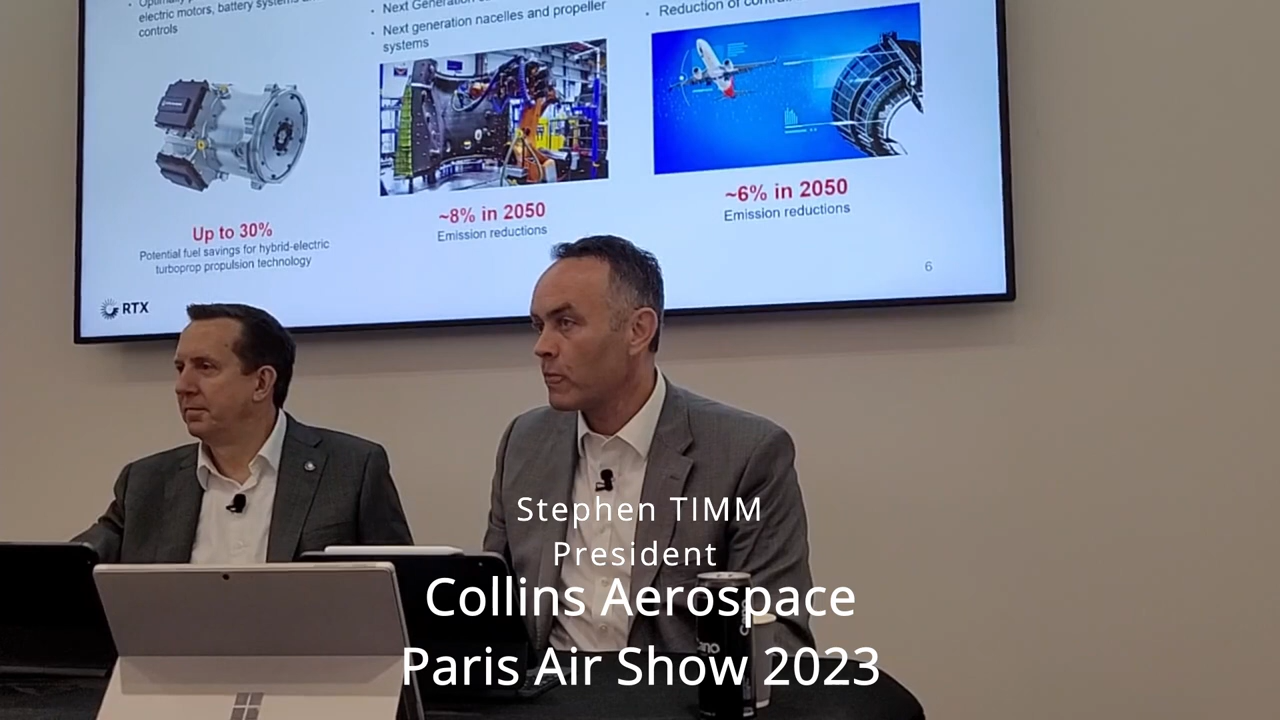 electric motors, battery systems
controls
Next Generation
Next generation nacelles and propeller
systems
Reduction of
Up to 30%
Potential fuel savings for hybrid-electric
turboprop propulsion technology
~8% in 2050
Emission reductions
~6% in 2050
Emission reductions
6
RTX
Stephen TIMM
President
Collins Aerospace
Paris Air Show 2023